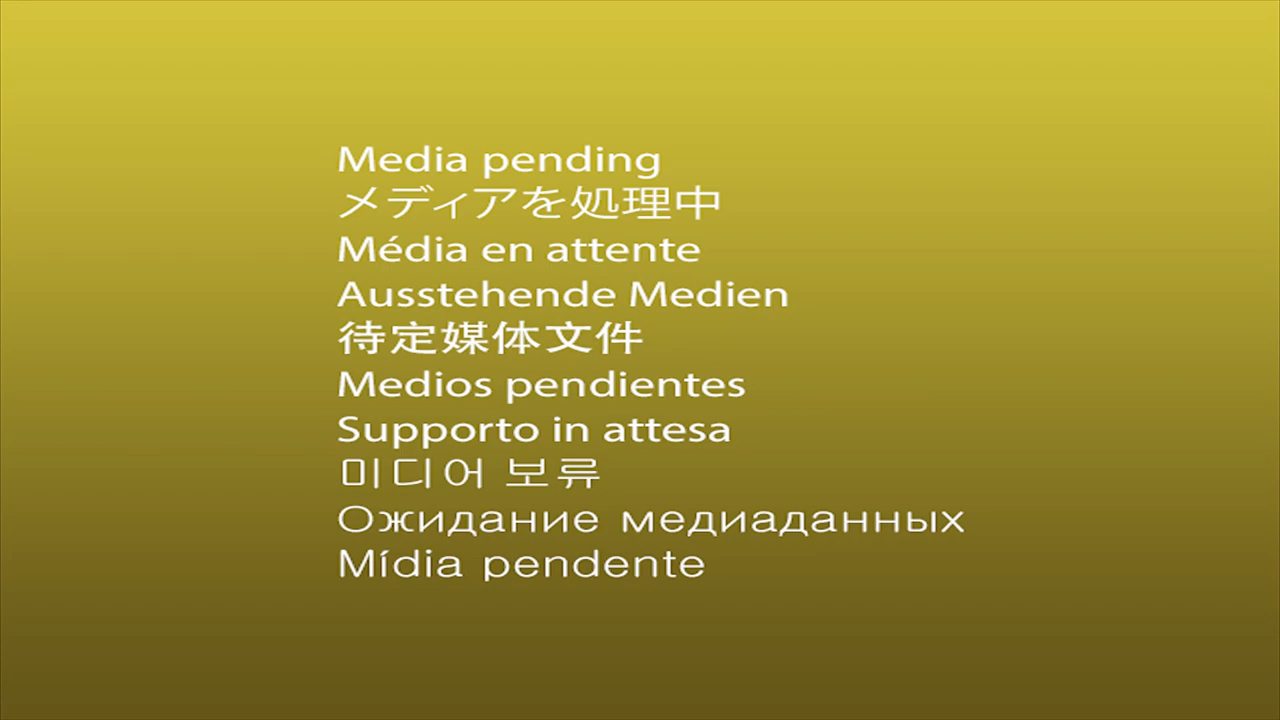 Media pending
メディアを処理中
Média en attente
Ausstehende Medien
待定媒体文件
Medios pendientes
Supporto in attesa
미디어 보류
Ожидание медиаданных
Mídia pendente